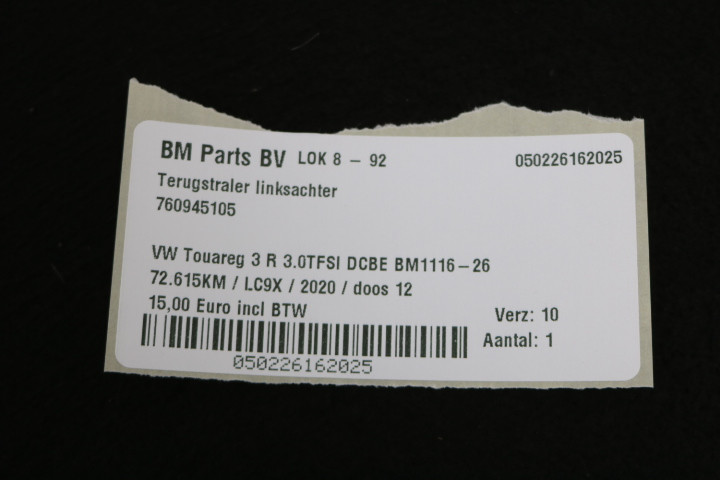 BM Parts BV LOK 8 - 92 050226162025
Terugstraler linksachter
760945105
VW Touareg 3 R 3.0TFSI DCBE BM1116-26
72.615KM / LC9X / 2020 / doos 12
15,00 Euro incl BTW Verz: 10
Aantal: 1
050226162025